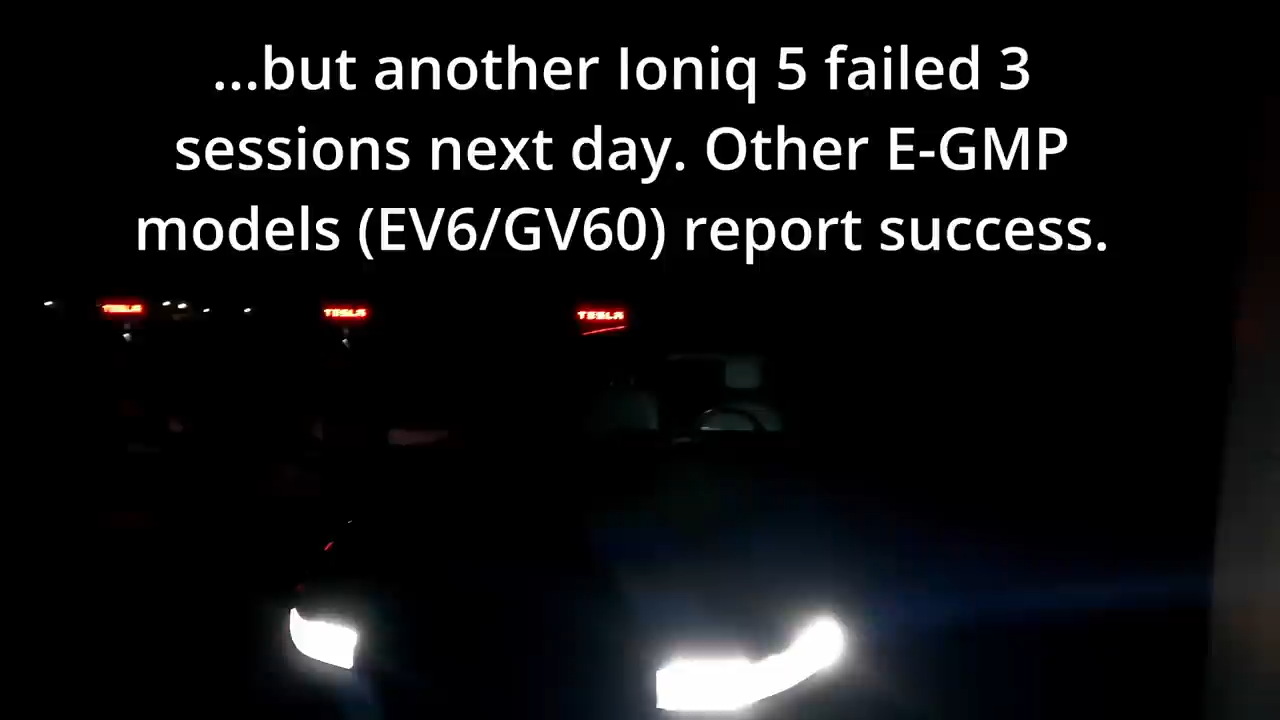 ...but another Ioniq 5 failed 3
sessions next day. Other E-GMP
models (EV6/GV60) report success.
TESLA TESLA TESLA